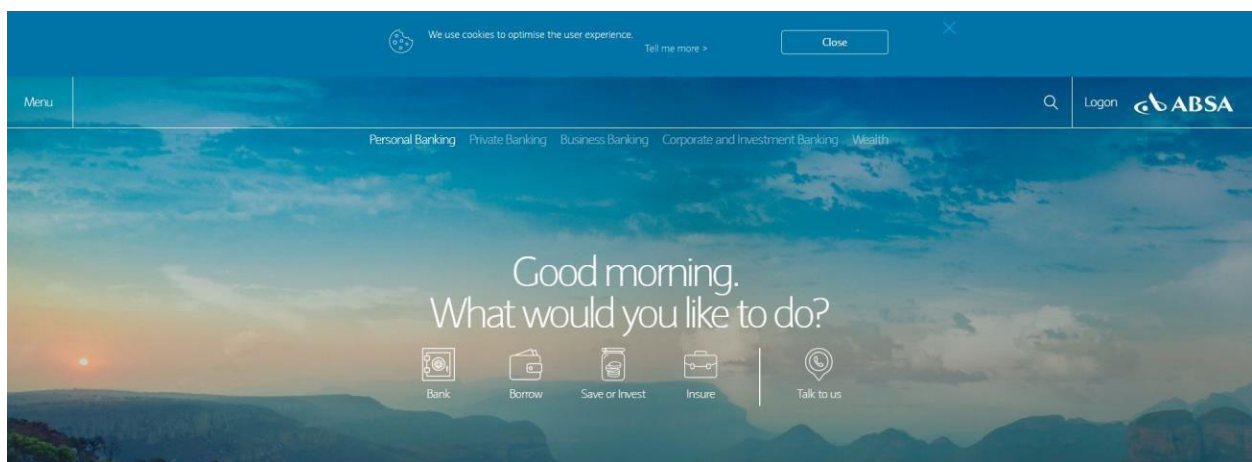 We use cookies to optimise the user experience.
Tell me more >
Close
Menu
Logon
ABSA
Personal Banking Private Banking Business Banking Corporate and Investment Banking Wealth
Good morning.
What would you like to do?
Bank Borrow Save or Invest Insure Talk to us